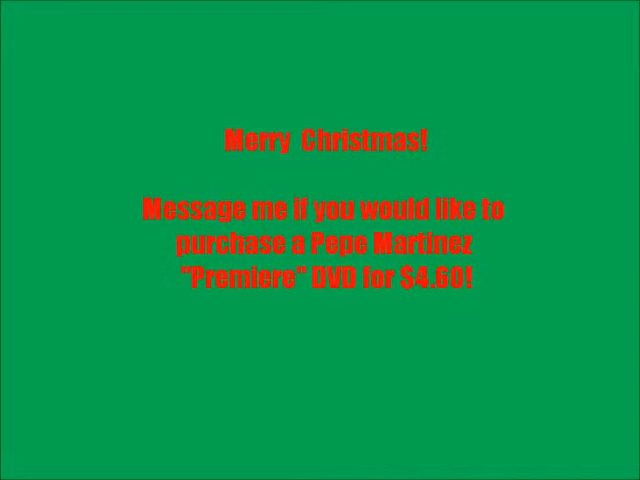 Merry Christmas!
Message me if you would like to
purchase a Pepe Martinez
"Premiere" DVD for $4.60!